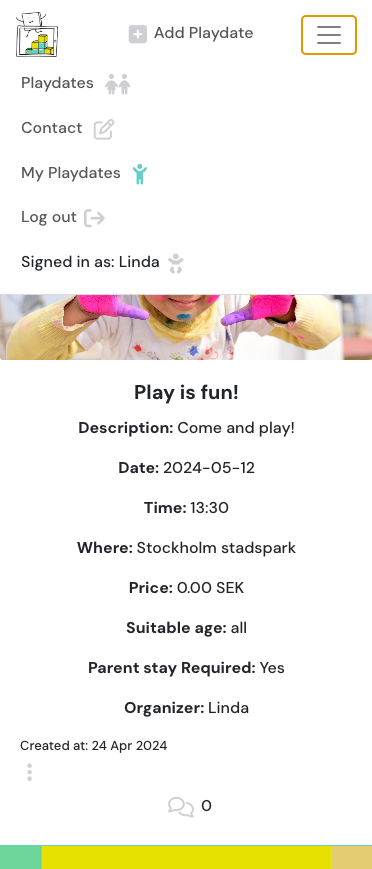 Add Playdate
Playdates
Contact
My Playdates
Log out
Signed in as: Linda
Play is fun!
Description: Come and play!
Date: 2024-05-12
Time: 13:30
Where: Stockholm stadspark
Price: 0.00 SEK
Suitable age: all
Parent stay Required: Yes
Organizer: Linda
Created at: 24 Apr 2024
0